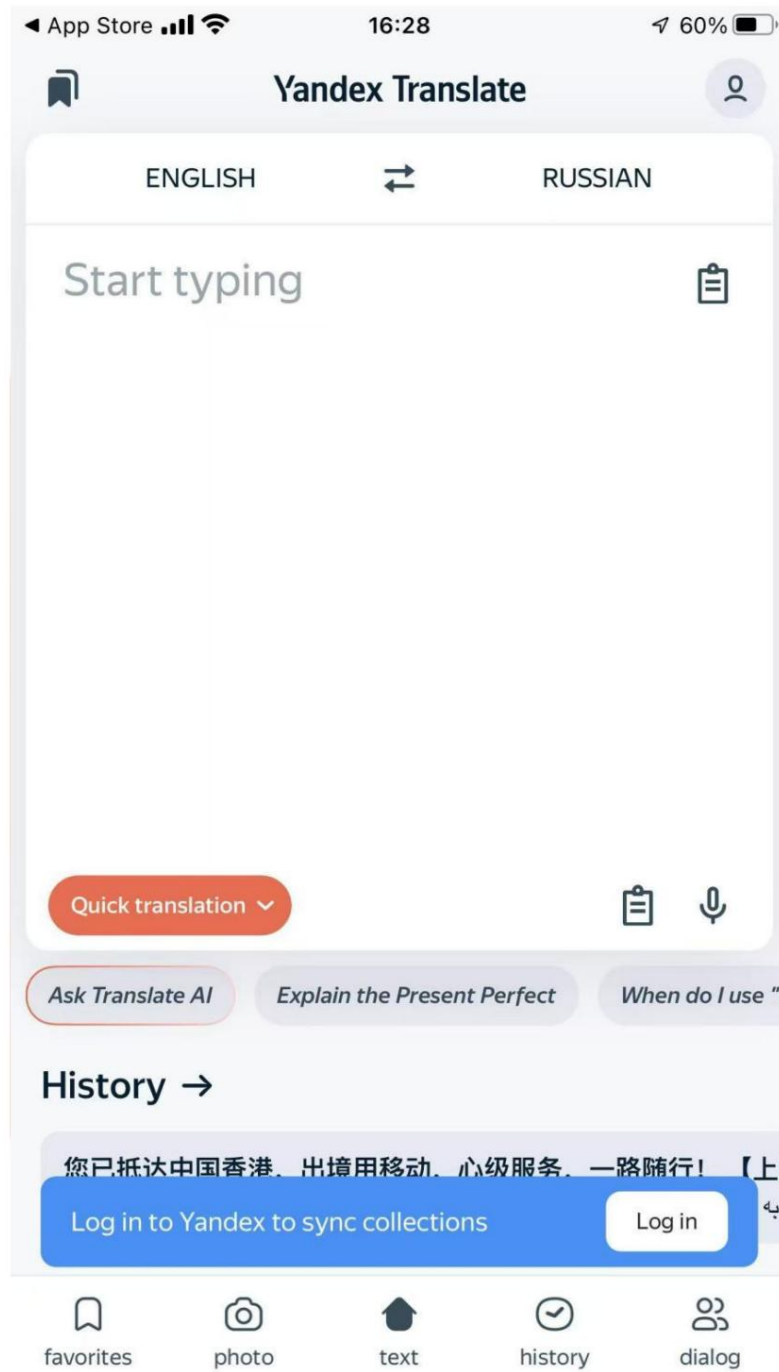 App Store 16:28 60%
Yandex Translate
ENGLISH RUSSIAN
Start typing
Quick translation
Ask Translate AI Explain the Present Perfect When do I use "
History →
您已抵达中国香港，出境用移动，心级服务，一路随行！【上
Log in to Yandex to sync collections Log in
favorites photo text history dialog